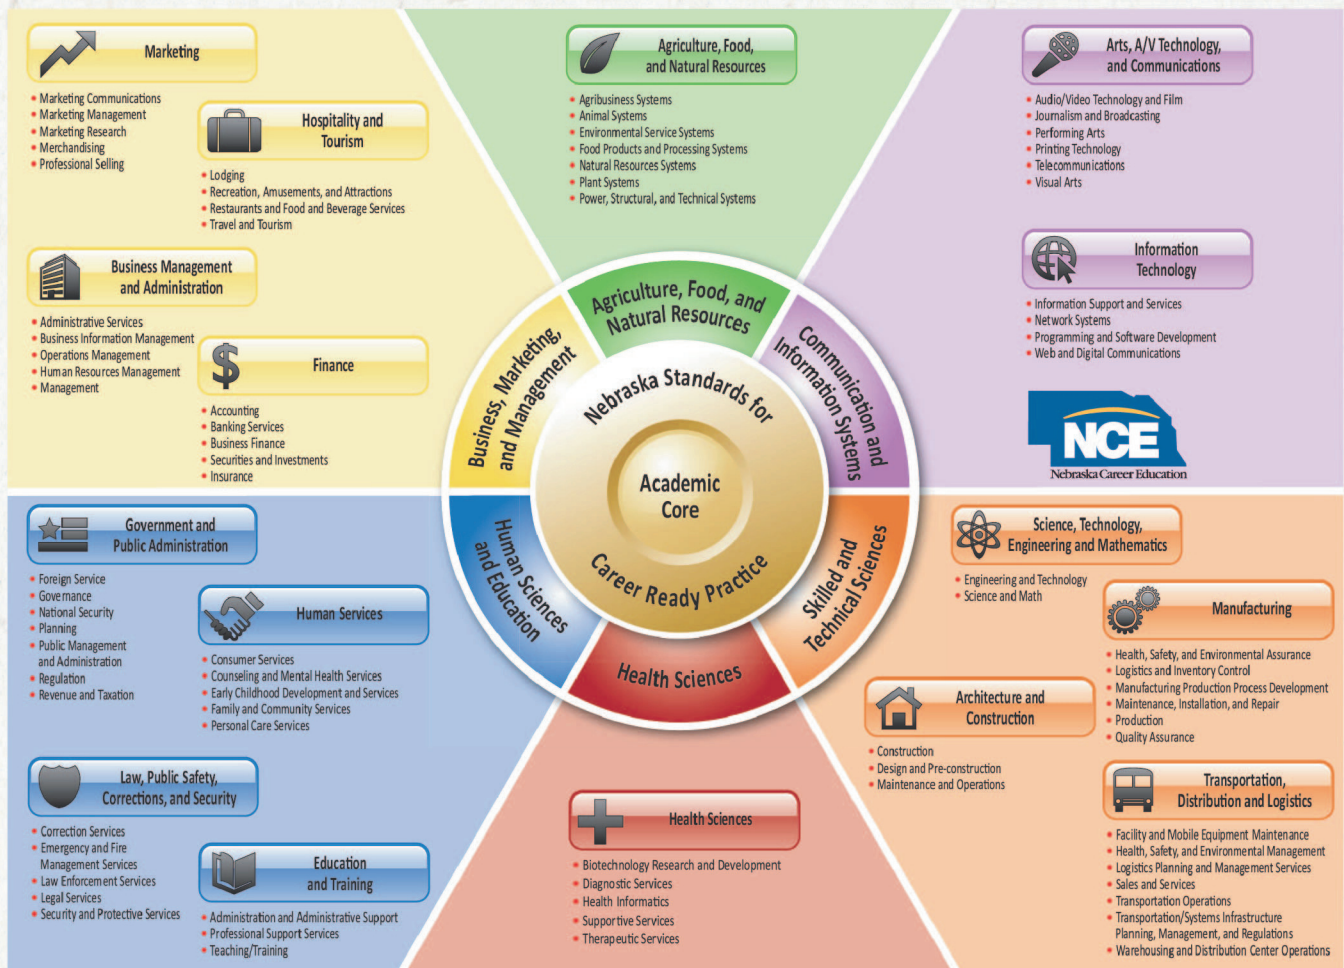 Marketing
• Marketing Communications
• Marketing Management
• Marketing Research
• Merchandising
• Professional Selling
Hospitality and
Tourism
• Lodging
• Recreation, Amusements, and Attractions
• Restaurants and Food and Beverage Services
• Travel and Tourism
Business Management
and Administration
• Administrative Services
• Business Information Management
• Operations Management
• Human Resources Management
• Management
$
Finance
• Accounting
• Banking Services
• Business Finance
• Securities and Investments
• Insurance
Agriculture, Food,
and Natural Resources
• Agribusiness Systems
• Animal Systems
• Environmental Service Systems
• Food Products and Processing Systems
• Natural Resources Systems
• Plant Systems
• Power, Structural, and Technical Systems
Arts, A/V Technology,
and Communications
• Audio/Video Technology and Film
• Journalism and Broadcasting
• Performing Arts
• Printing Technology
• Telecommunications
• Visual Arts
Information
Technology
• Information Support and Services
• Network Systems
• Programming and Software Development
• Web and Digital Communications
NCE
Nebraska Career Education
Business, Marketing,
and Management
Agriculture, Food, and
Natural Resources
Communication and
Information Systems
Nebraska Standards for
Academic
Core
Career Ready Practice
Human Sciences
and Education
Health Sciences
Skilled and
Technical Sciences
Government and
Public Administration
• Foreign Service
• Governance
• National Security
• Planning
• Public Management
and Administration
• Regulation
• Revenue and Taxation
Human Services
• Consumer Services
• Counseling and Mental Health Services
• Early Childhood Development and Services
• Family and Community Services
• Personal Care Services
Law, Public Safety,
Corrections, and Security
• Correction Services
• Emergency and Fire
Management Services
• Law Enforcement Services
• Legal Services
• Security and Protective Services
Education
and Training
• Administration and Administrative Support
• Professional Support Services
• Teaching/Training
Health Sciences
• Biotechnology Research and Development
• Diagnostic Services
• Health Informatics
• Supportive Services
• Therapeutic Services
Science, Technology,
Engineering and Mathematics
• Engineering and Technology
• Science and Math
Manufacturing
• Health, Safety, and Environmental Assurance
• Logistics and Inventory Control
• Manufacturing Production Process Development
• Maintenance, Installation, and Repair
• Production
• Quality Assurance
Architecture and
Construction
• Construction
• Design and Pre-construction
• Maintenance and Operations
Transportation,
Distribution and Logistics
• Facility and Mobile Equipment Maintenance
• Health, Safety, and Environmental Management
• Logistics Planning and Management Services
• Sales and Services
• Transportation Operations
• Transportation/Systems Infrastructure
Planning, Management, and Regulations
• Warehousing and Distribution Center Operations